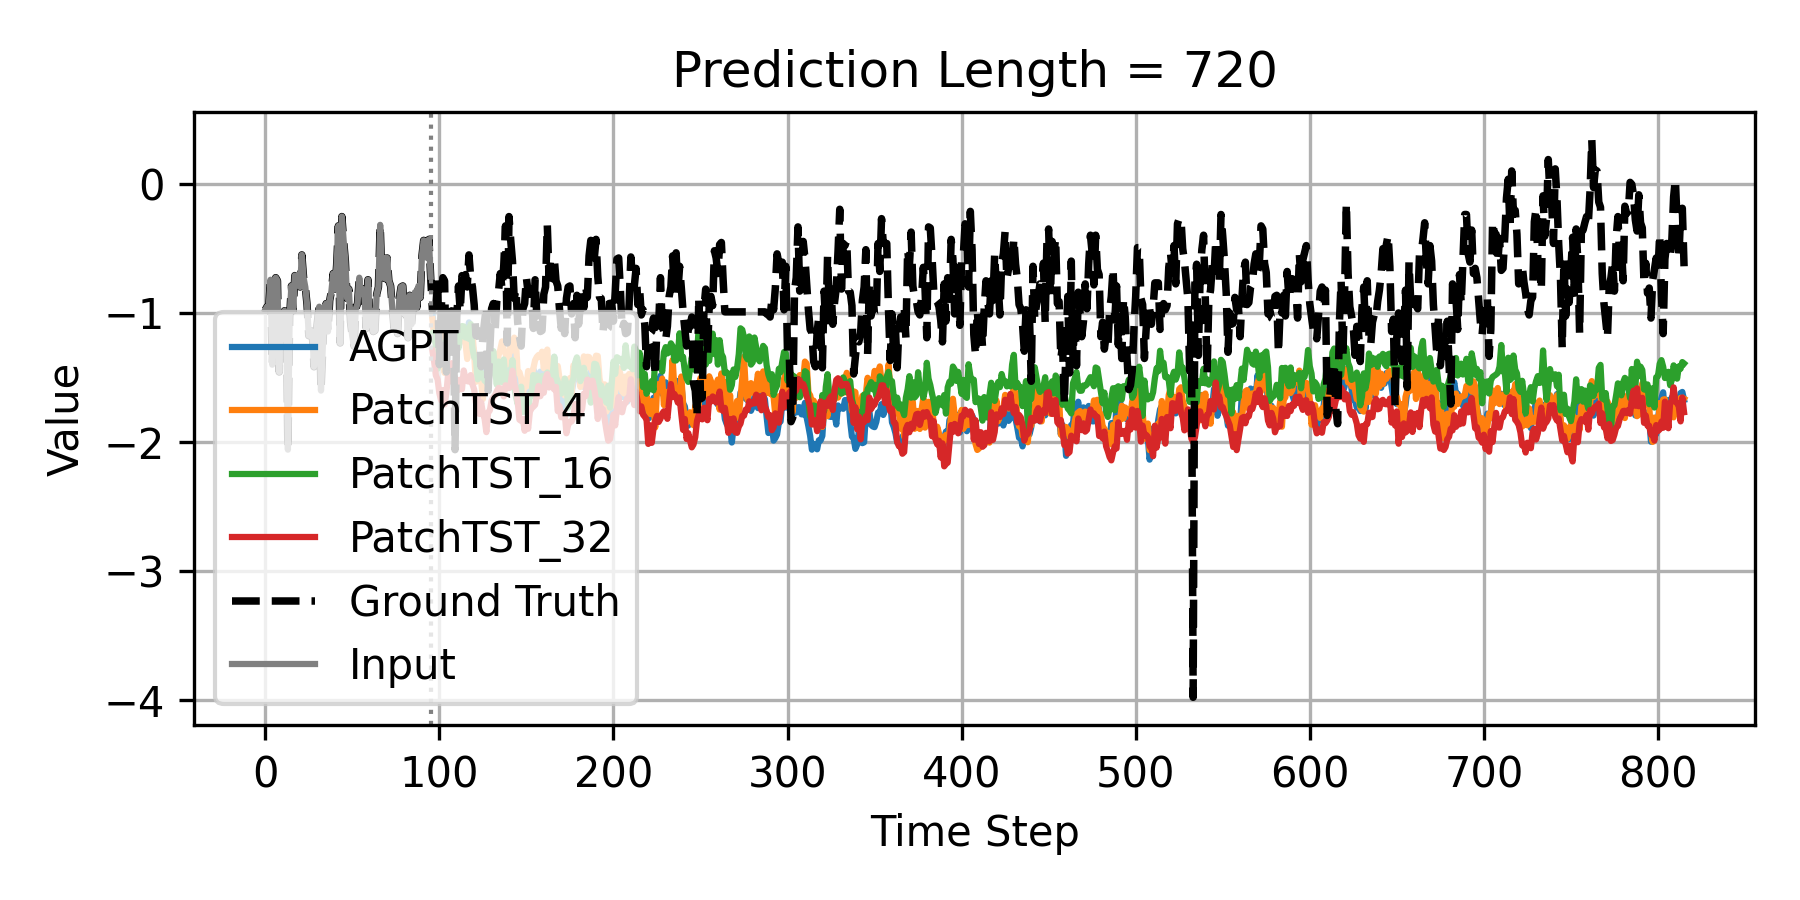 Prediction Length = 720
Value
0
−1
−2
−3
−4
AGPT
PatchTST_4
PatchTST_16
PatchTST_32
Ground Truth
Input
0 100 200 300 400 500 600 700 800
Time Step